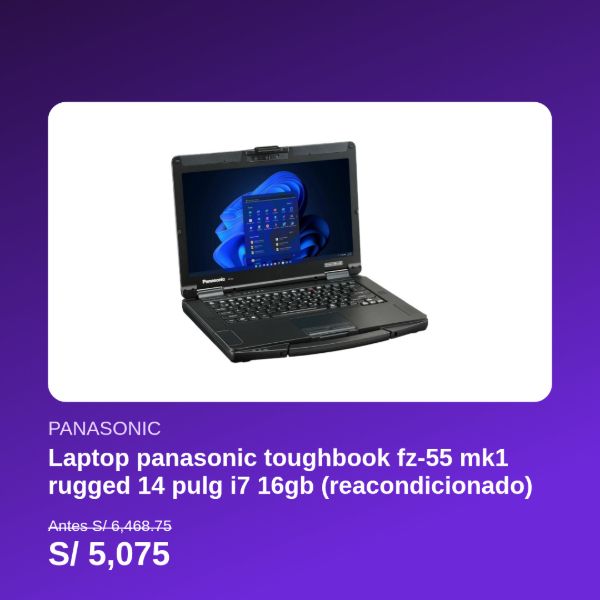 Panasonic
PANASONIC
Laptop panasonic toughbook fz-55 mk1
rugged 14 pulg i7 16gb (reacondicionado)
Antes S/ 6,468.75
S/ 5,075